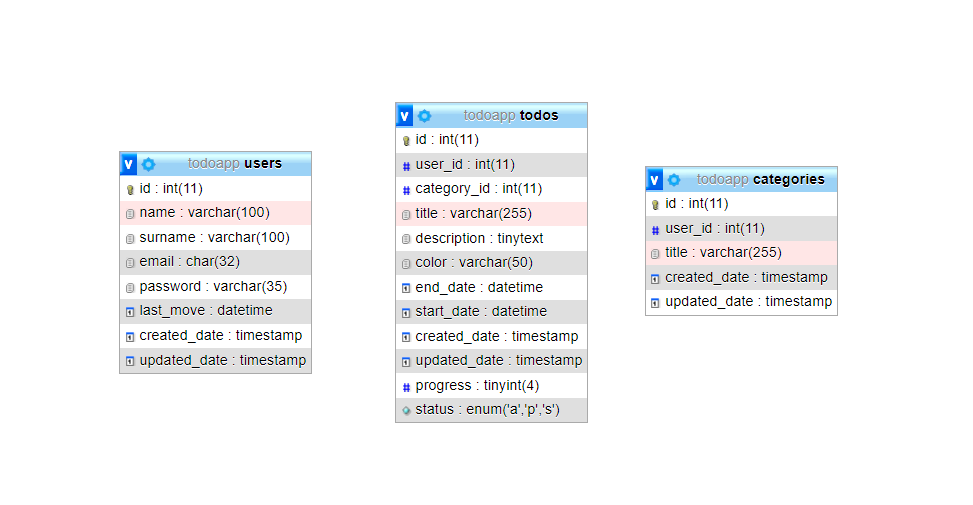 v todoapp users
id : int(11)
name : varchar(100)
surname : varchar(100)
email : char(32)
password : varchar(35)
last_move : datetime
created_date : timestamp
updated_date : timestamp
v todoapp todos
id : int(11)
# user_id : int(11)
# category_id : int(11)
title : varchar(255)
description : tinytext
color : varchar(50)
end_date : datetime
start_date : datetime
created_date : timestamp
updated_date : timestamp
# progress : tinyint(4)
status : enum('a','p','s')
v todoapp categories
id : int(11)
# user_id : int(11)
title : varchar(255)
created_date : timestamp
updated_date : timestamp